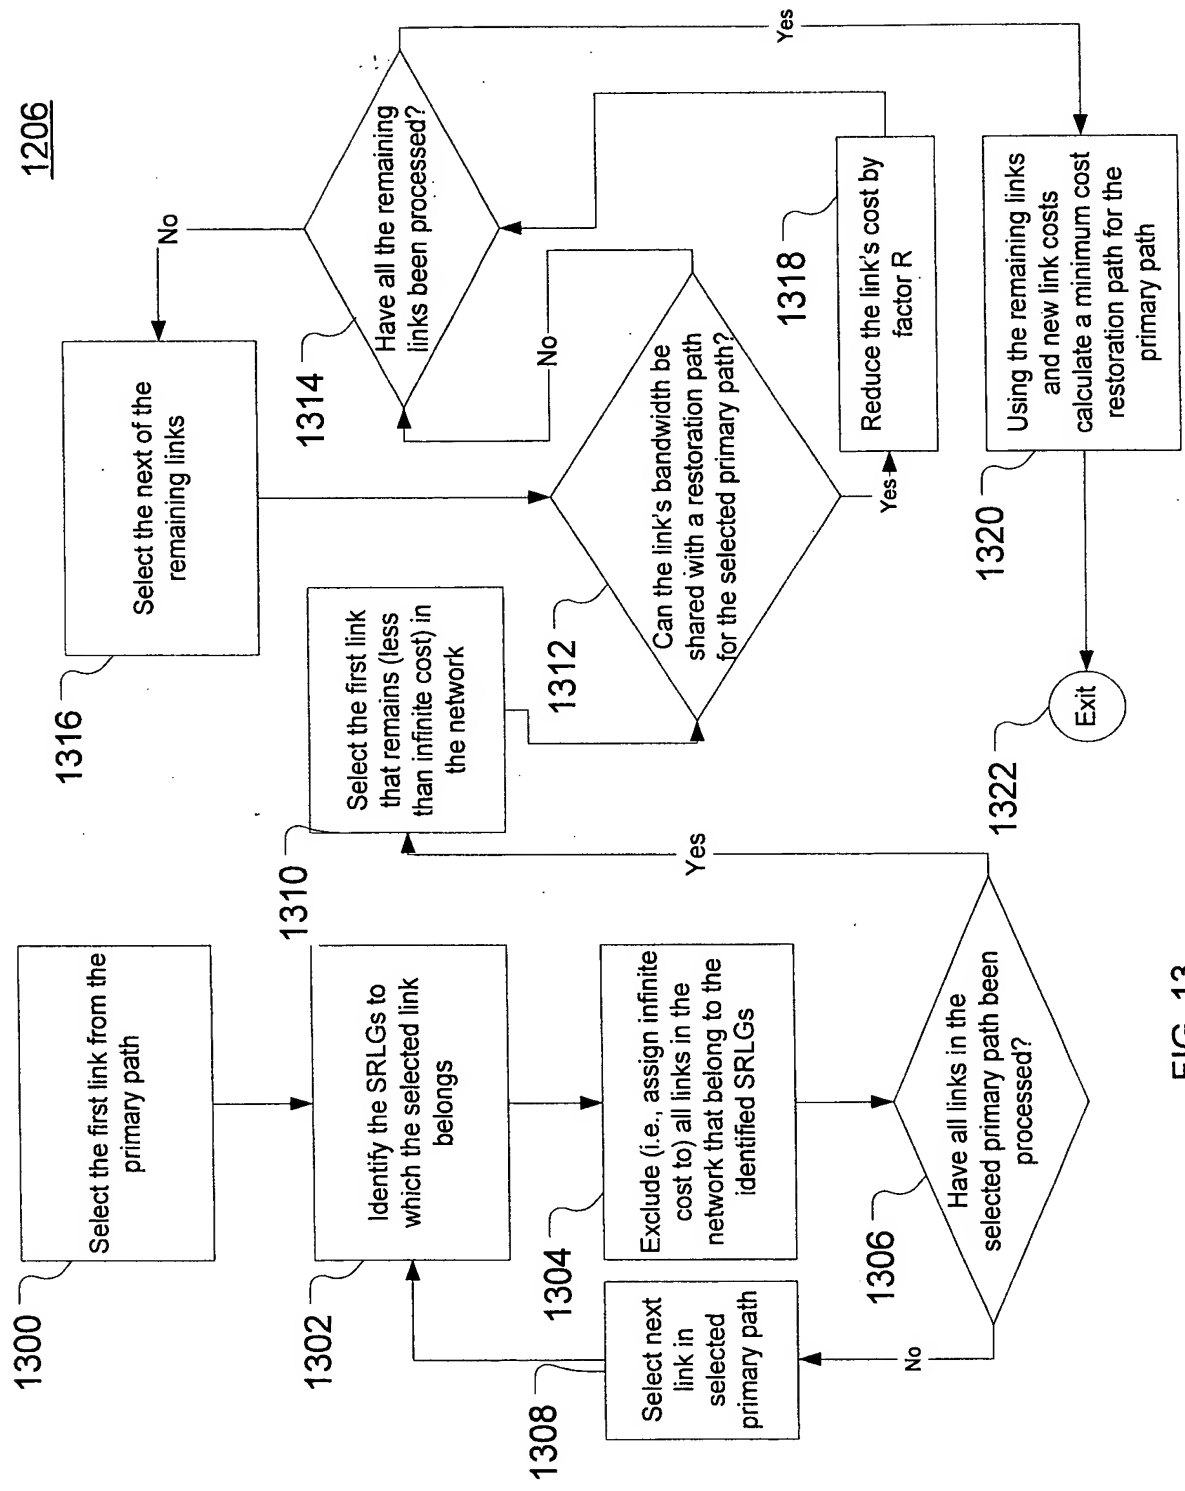 1206
1300
Select the first link from the
primary path
1302
Identify the SRLGs to
which the selected link
belongs
1304
Exclude (i.e., assign infinite
cost to) all links in the
network that belong to the
identified SRLGs
1306
Have all links in the
selected primary path been
processed?
No
1308
Select next
link in
selected
primary path
Yes
1310
Select the first link
that remains (less
than infinite cost) in
the network
1312
Can the link's bandwidth be
shared with a restoration path
for the selected primary path?
No
Yes
1314
Have all the remaining
links been processed?
No
1316
Select the next of the
remaining links
1318
Reduce the link's cost by
factor R
Yes
1320
Using the remaining links
and new link costs
calculate a minimum cost
restoration path for the
primary path
1322
Exit
FIG. 13